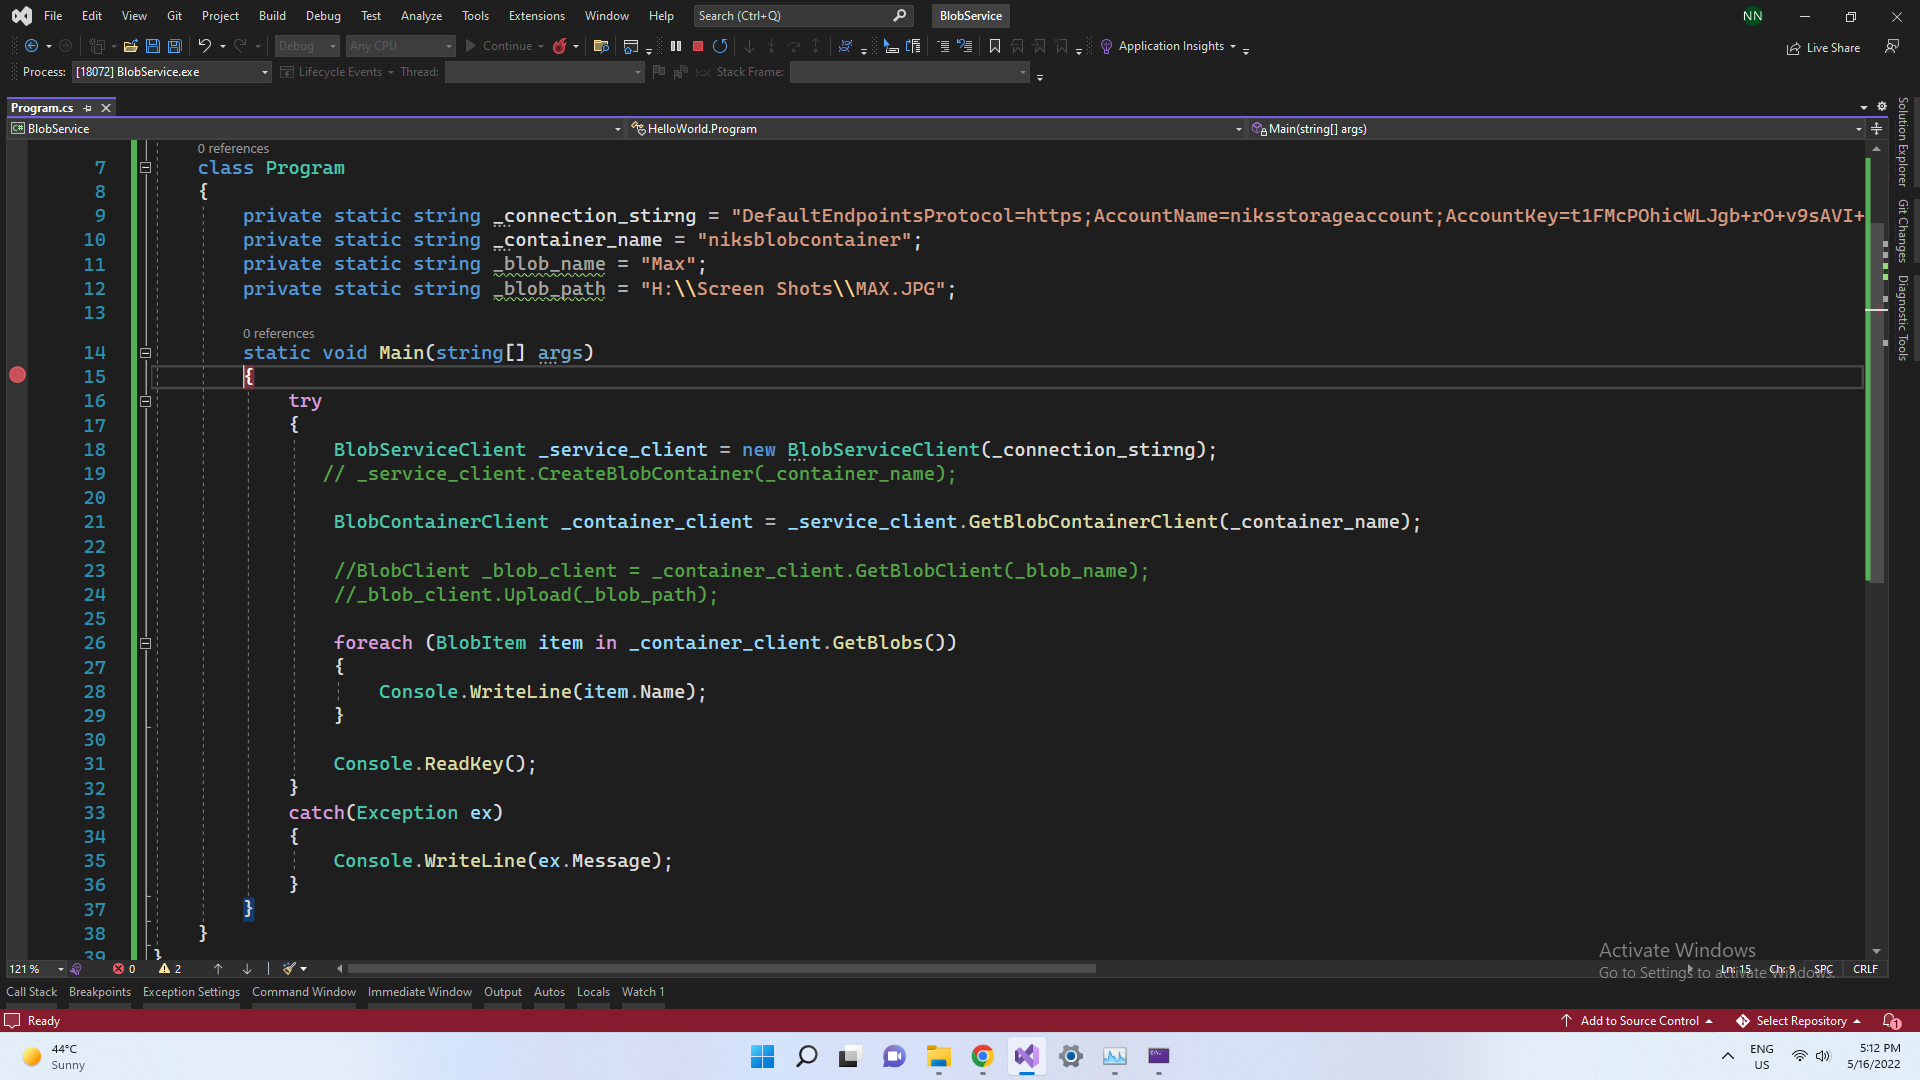 File Edit View Git Project Build Debug Test Analyze Tools Extensions Window Help Search (Ctrl+Q) BlobService NN
Debug Any CPU Continue Application Insights Live Share
Process: [18072] BlobService.exe Lifecycle Events Thread: Stack Frame:
Program.cs
C# BlobService HelloWorld.Program Main(string[] args)
0 references
7 class Program
8 {
9 private static string _connection_stirng = "DefaultEndpointsProtocol=https;AccountName=niksstorageaccount;AccountKey=t1FMcPOhicWLJgb+rO+v9sAVI+
10 private static string _container_name = "niksblobcontainer";
11 private static string _blob_name = "Max";
12 private static string _blob_path = "H:\\Screen Shots\\MAX.JPG";
13
0 references
14 static void Main(string[] args)
15 {
16 try
17 {
18 BlobServiceClient _service_client = new BlobServiceClient(_connection_stirng);
19 // _service_client.CreateBlobContainer(_container_name);
20
21 BlobContainerClient _container_client = _service_client.GetBlobContainerClient(_container_name);
22
23 //BlobClient _blob_client = _container_client.GetBlobClient(_blob_name);
24 //_blob_client.Upload(_blob_path);
25
26 foreach (BlobItem item in _container_client.GetBlobs())
27 {
28 Console.WriteLine(item.Name);
29 }
30
31 Console.ReadKey();
32 }
33 catch(Exception ex)
34 {
35 Console.WriteLine(ex.Message);
36 }
37 }
38 }
39 }
Solution Explorer
Git Changes
Diagnostic Tools
Activate Windows
Go to Settings to activate Windows.
121 % 0 2 Ln: 15 Ch: 9 SPC CRLF
Call Stack Breakpoints Exception Settings Command Window Immediate Window Output Autos Locals Watch 1
Ready Add to Source Control Select Repository 1
44°C
Sunny
ENG
US
5:12 PM
5/16/2022